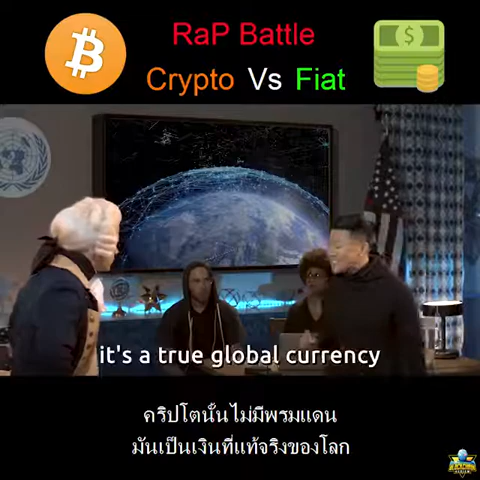 RaP Battle
Crypto Vs Fiat
it's a true global currency
คริปโตนั้นไม่มีพรมแดน
มันเป็นเงินที่แท้จริงของโลก